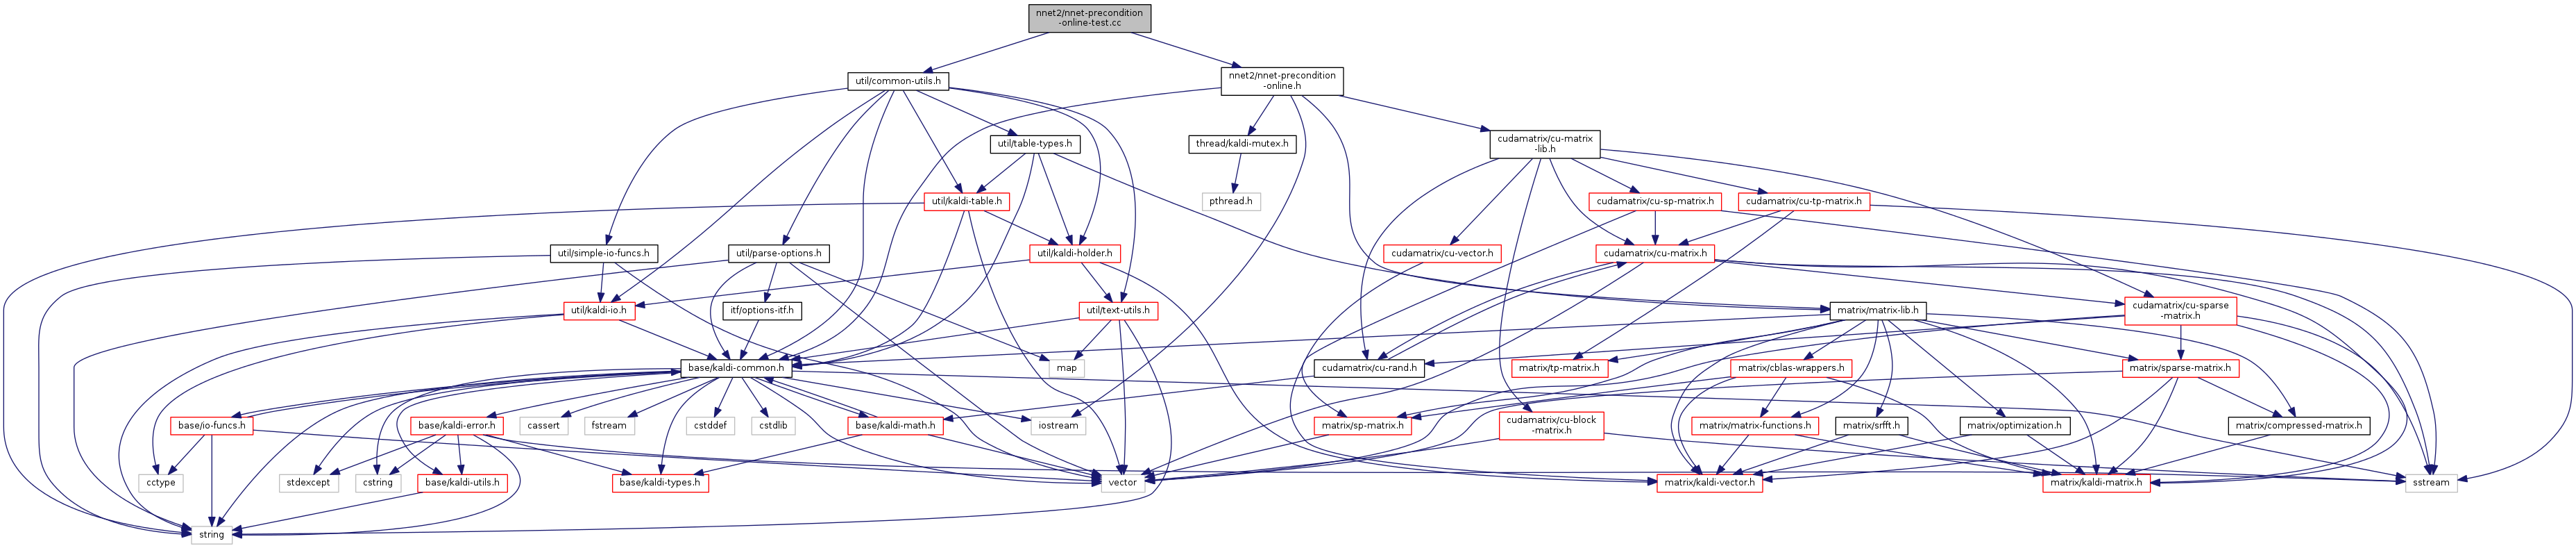 nnet2/nnet-precondition
-online-test.cc
util/common-utils.h
nnet2/nnet-precondition
-online.h
util/table-types.h
thread/kaldi-mutex.h
cudamatrix/cu-matrix
-lib.h
util/kaldi-table.h
pthread.h
cudamatrix/cu-sp-matrix.h
cudamatrix/cu-tp-matrix.h
util/simple-io-funcs.h
util/parse-options.h
util/kaldi-holder.h
cudamatrix/cu-vector.h
cudamatrix/cu-matrix.h
util/kaldi-io.h
itf/options-itf.h
util/text-utils.h
matrix/matrix-lib.h
cudamatrix/cu-sparse
-matrix.h
base/kaldi-common.h
map
cudamatrix/cu-rand.h
matrix/tp-matrix.h
matrix/cblas-wrappers.h
matrix/sparse-matrix.h
base/io-funcs.h
base/kaldi-error.h
cassert
fstream
cstddef
cstdlib
base/kaldi-math.h
iostream
matrix/sp-matrix.h
cudamatrix/cu-block
-matrix.h
matrix/matrix-functions.h
matrix/srfft.h
matrix/optimization.h
matrix/compressed-matrix.h
cctype
stdexcept
cstring
base/kaldi-utils.h
base/kaldi-types.h
vector
matrix/kaldi-vector.h
matrix/kaldi-matrix.h
sstream
string